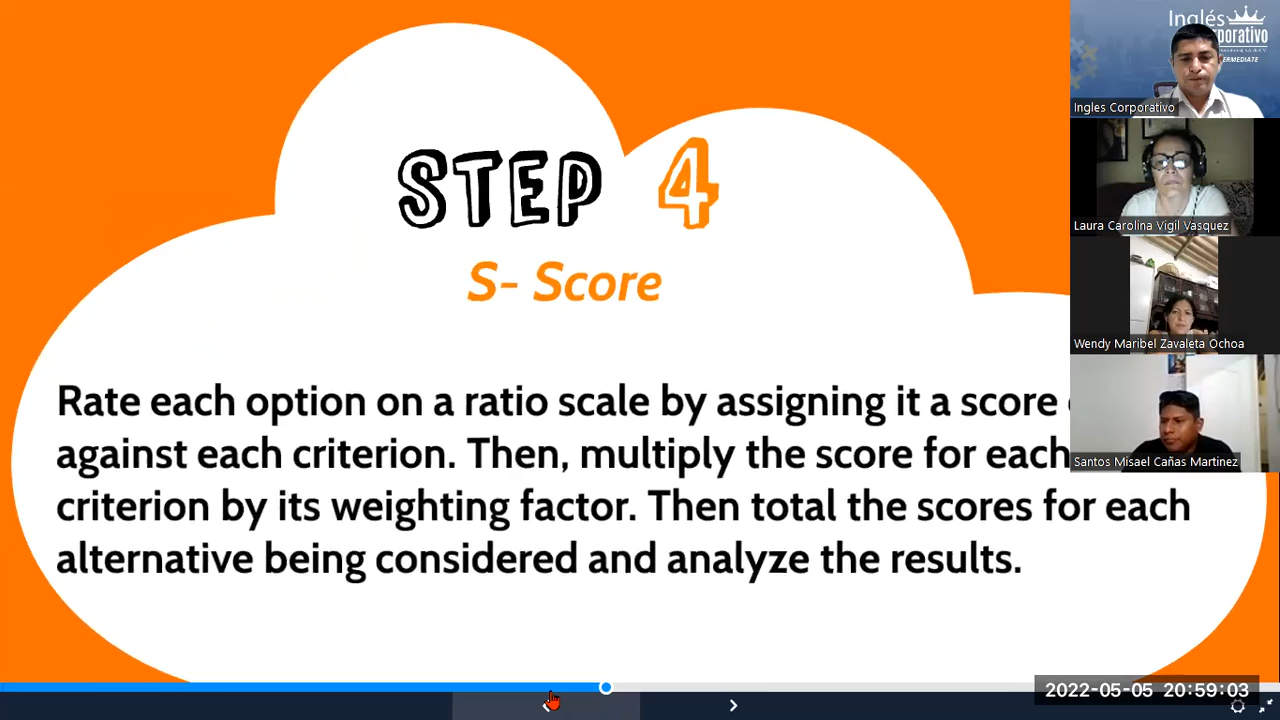 STEP 4
S- Score
Rate each option on a ratio scale by assigning it a score
against each criterion. Then, multiply the score for each
criterion by its weighting factor. Then total the scores for each
alternative being considered and analyze the results.
Inglés
rporativo
ERMEDIATE
Ingles Corporativo
Laura Carolina Vigil Vasquez
Wendy Maribel Zavaleta Ochoa
Santos Misael Cañas Martinez
2022-05-05 20:59:03